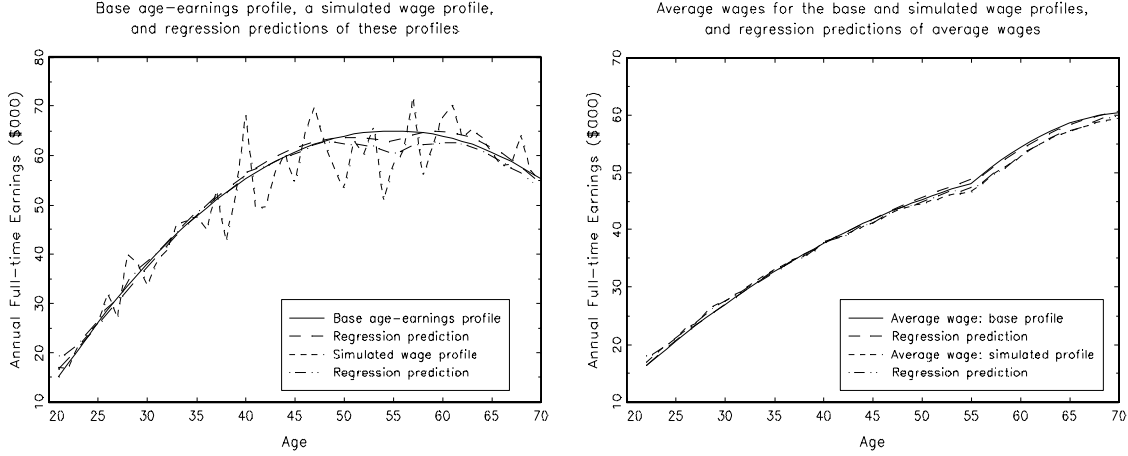 Base age-earnings profile, a simulated wage profile,
and regression predictions of these profiles
Annual Full-time Earnings ($000)
80
70
60
50
40
30
20
10
Base age-earnings profile
Regression prediction
Simulated wage profile
Regression prediction
20 25 30 35 40 45 50 55 60 65 70
Age
Average wages for the base and simulated wage profiles,
and regression predictions of average wages
Annual Full-time Earnings ($000)
70
60
50
40
30
20
10
Average wage: base profile
Regression prediction
Average wage: simulated profile
Regression prediction
20 25 30 35 40 45 50 55 60 65 70
Age